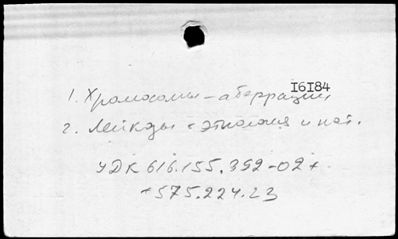 I6I84
1. Хромосомы - аберрации
2. Лейкозы - этиология и пат.
УДК 616.155.392-02+
+575.224.23